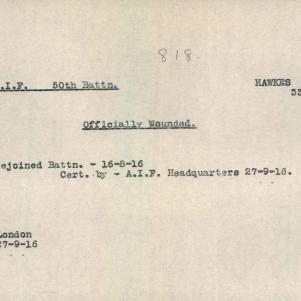 818.
.I.F. 50th Battn. HAWKES
33
Officially Wounded.
ejoined Battn. - 16-8-16
Cert. by - A.I.F. Headquarters 27-9-16.
London
27-9-16